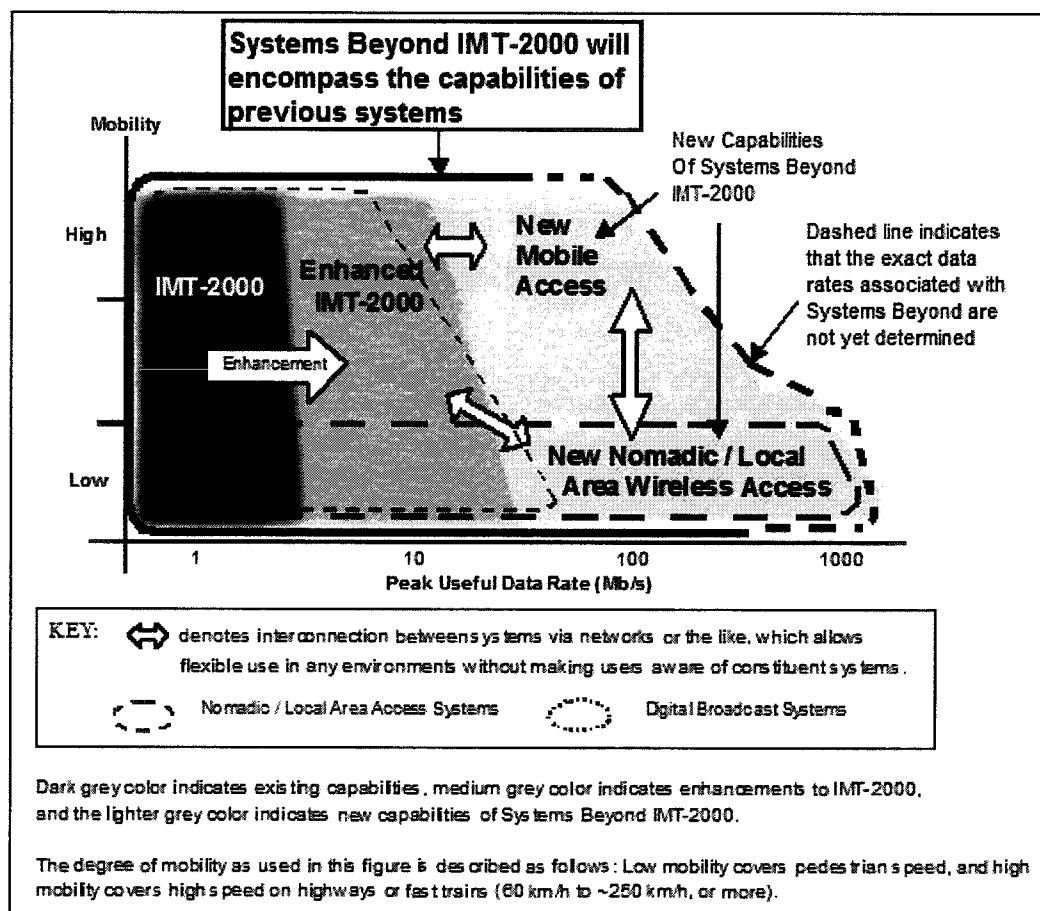 Systems Beyond IMT-2000 will
encompass the capabilities of
previous systems
Mobility
New Capabilities
Of Systems Beyond
IMT-2000
High
New
Mobile
Access
Dashed line indicates
that the exact data
rates associated with
Systems Beyond are
not yet determined
IMT-2000
Enhanced
IMT-2000
Enhancement
Low
New Nomadic / Local
Area Wireless Access
1 10 100 1000
Peak Useful Data Rate (Mb/s)
KEY: denotes interconnection between systems via networks or the like, which allows
flexible use in any environments without making users aware of constituent systems.
Nomadic / Local Area Access Systems Digital Broadcast Systems
Dark grey color indicates existing capabilities, medium grey color indicates enhancements to IMT-2000,
and the lighter grey color indicates new capabilities of Systems Beyond IMT-2000.
The degree of mobility as used in this figure is described as follows: Low mobility covers pedestrian speed, and high
mobility covers high speed on highways or fast trains (60 km/h to ~250 km/h, or more).